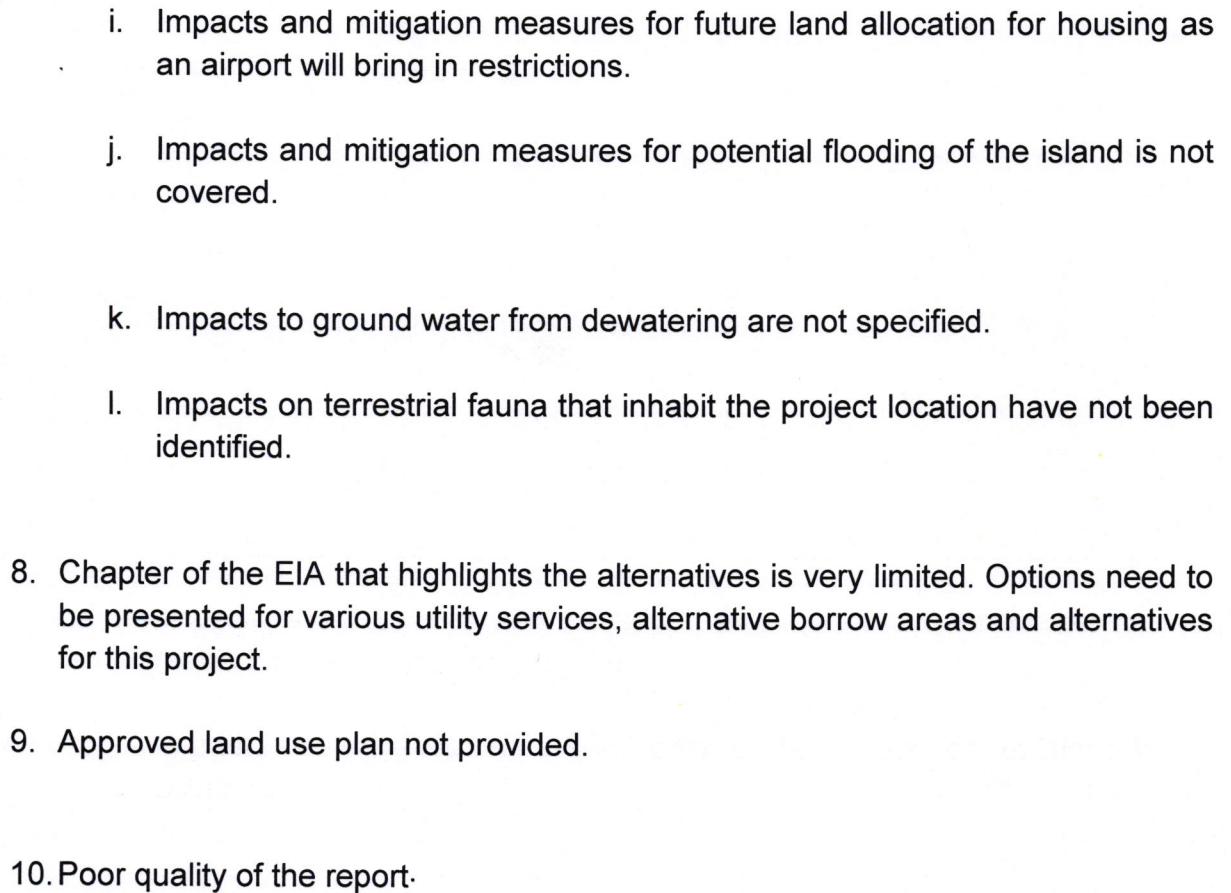 i. Impacts and mitigation measures for future land allocation for housing as
an airport will bring in restrictions.
j. Impacts and mitigation measures for potential flooding of the island is not
covered.
k. Impacts to ground water from dewatering are not specified.
l. Impacts on terrestrial fauna that inhabit the project location have not been
identified.
8. Chapter of the EIA that highlights the alternatives is very limited. Options need to
be presented for various utility services, alternative borrow areas and alternatives
for this project.
9. Approved land use plan not provided.
10. Poor quality of the report.